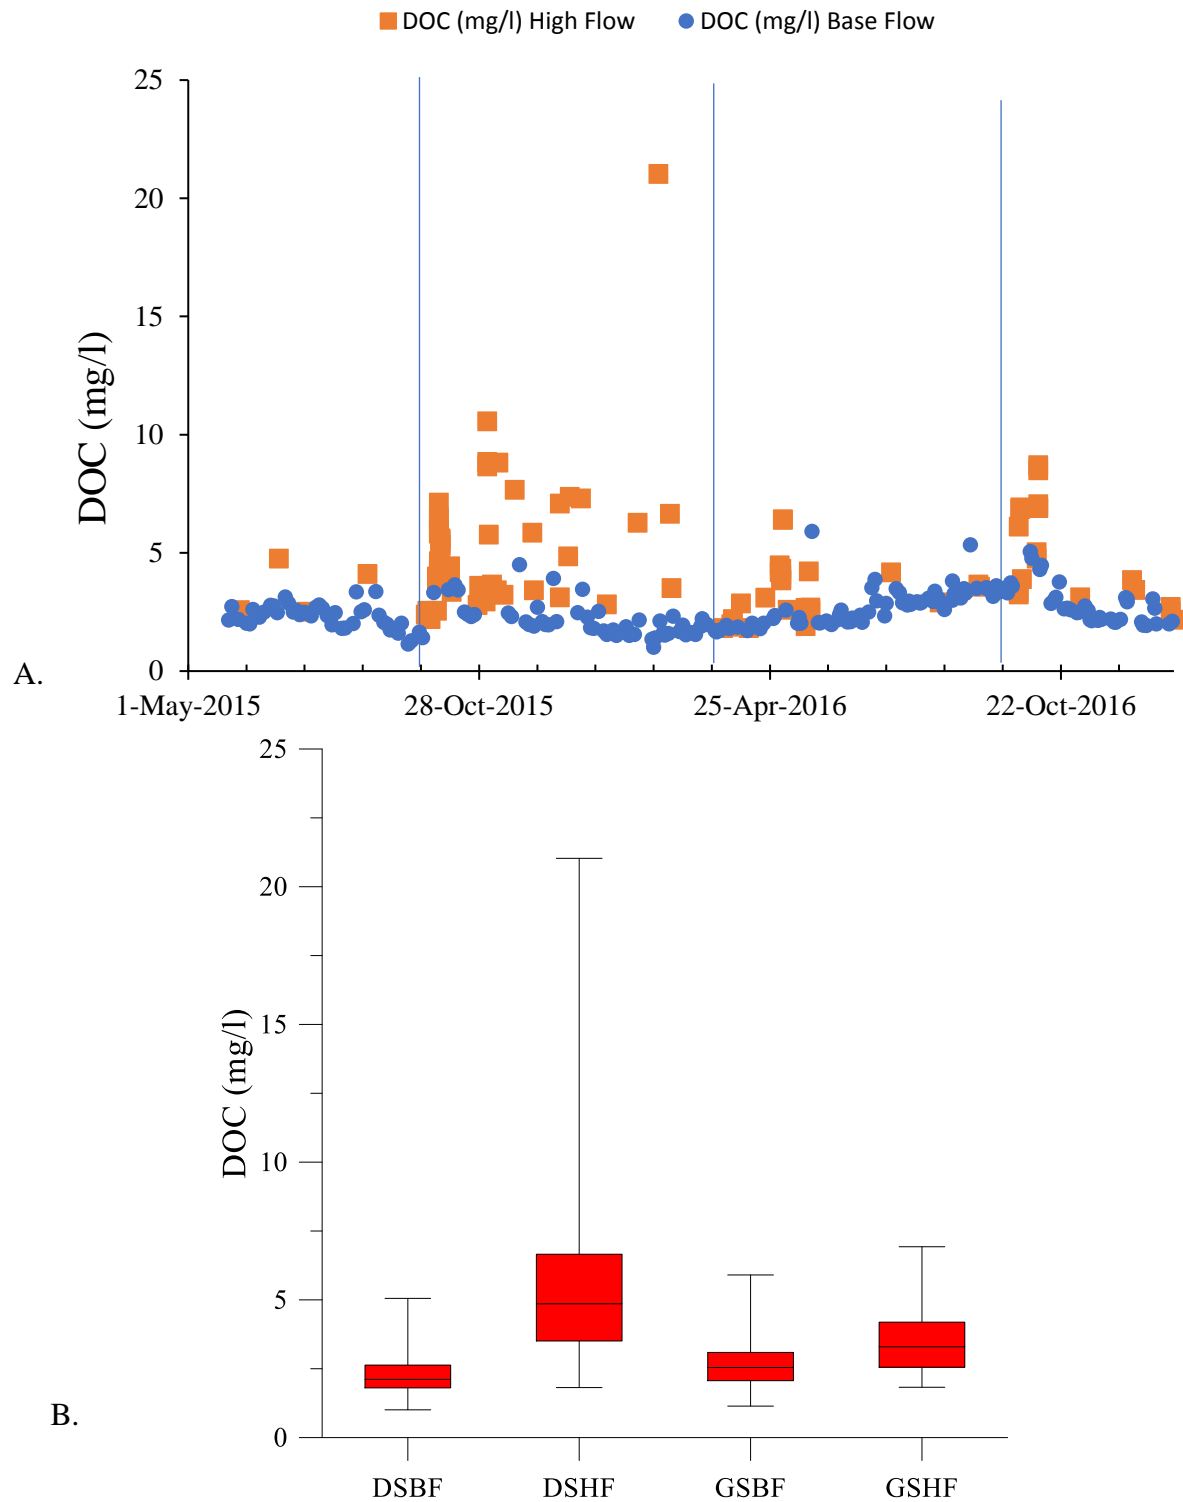 DOC (mg/l) High Flow DOC (mg/l) Base Flow
25
20
15
10
5
0
DOC (mg/l)
A.
1-May-2015 28-Oct-2015 25-Apr-2016 22-Oct-2016
25
20
15
10
5
0
DOC (mg/l)
B.
DSBF DSHF GSBF GSHF